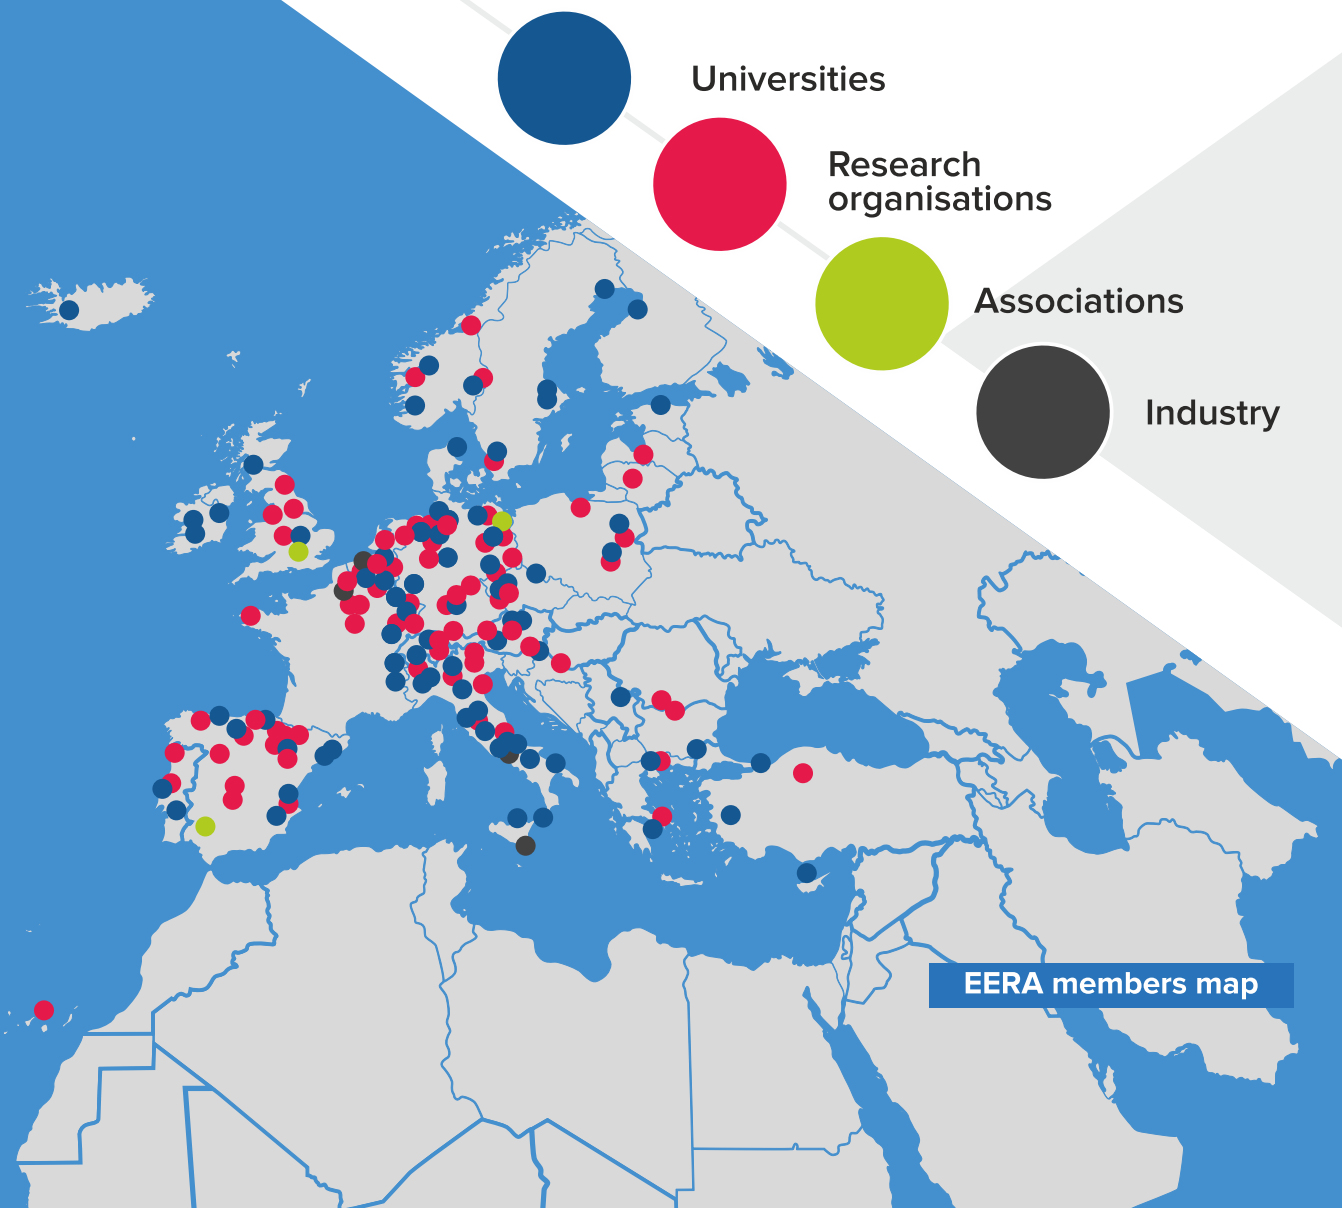 Universities
Research
organisations
Associations
Industry
EERA members map